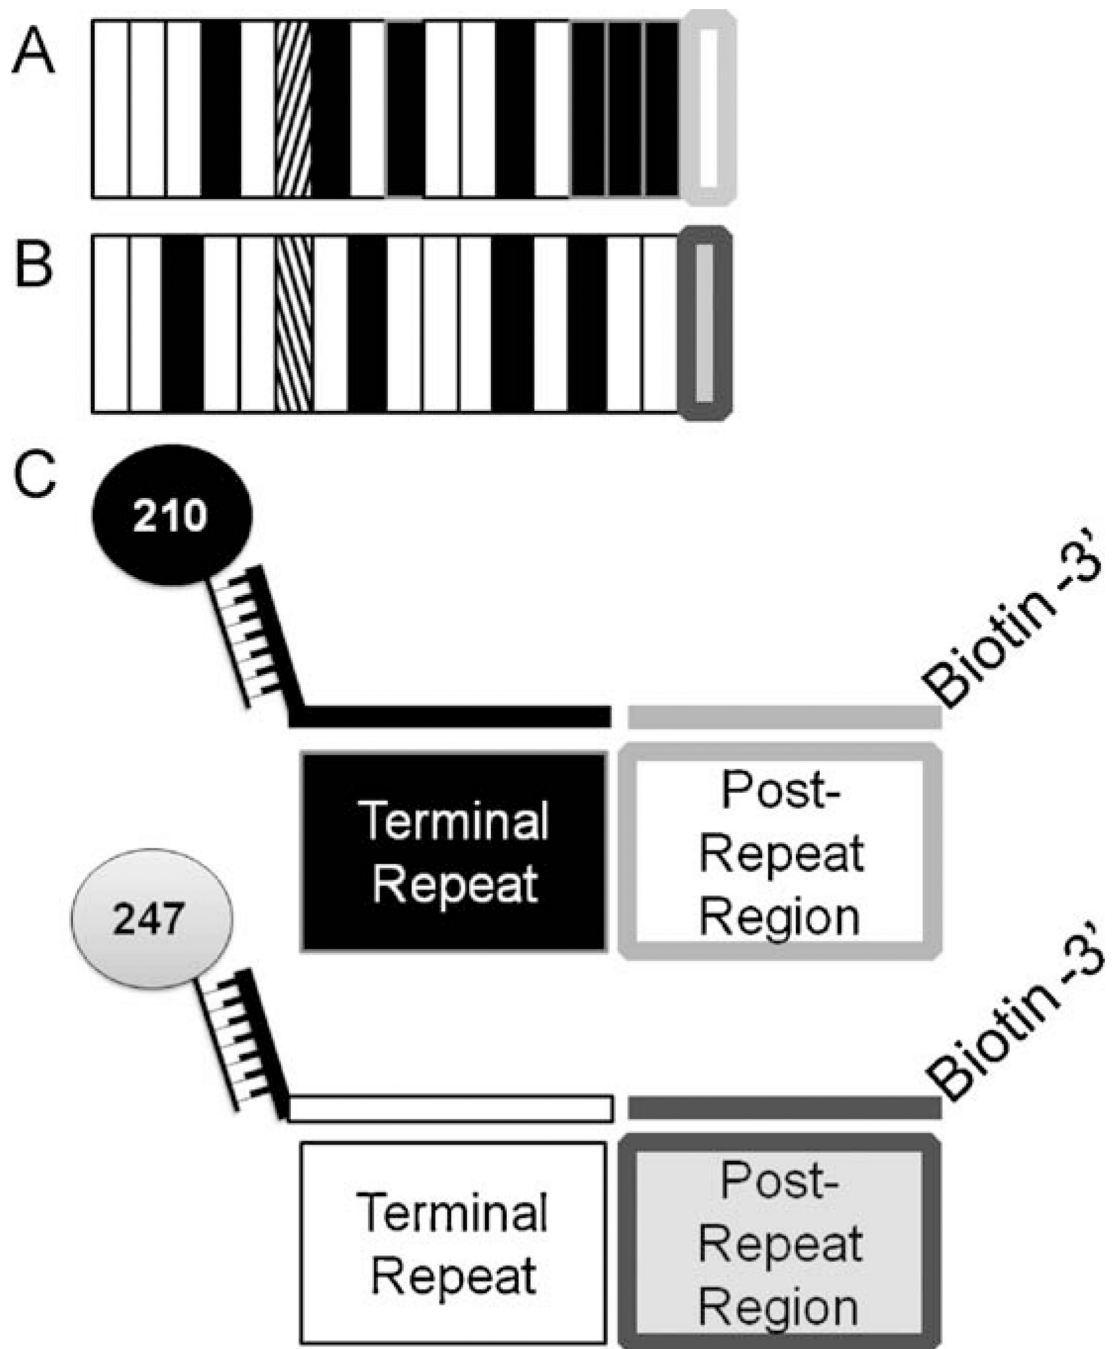 A
B
C
210
Biotin -3’
Terminal
Repeat
Post-
Repeat
Region
247
Biotin -3’
Terminal
Repeat
Post-
Repeat
Region